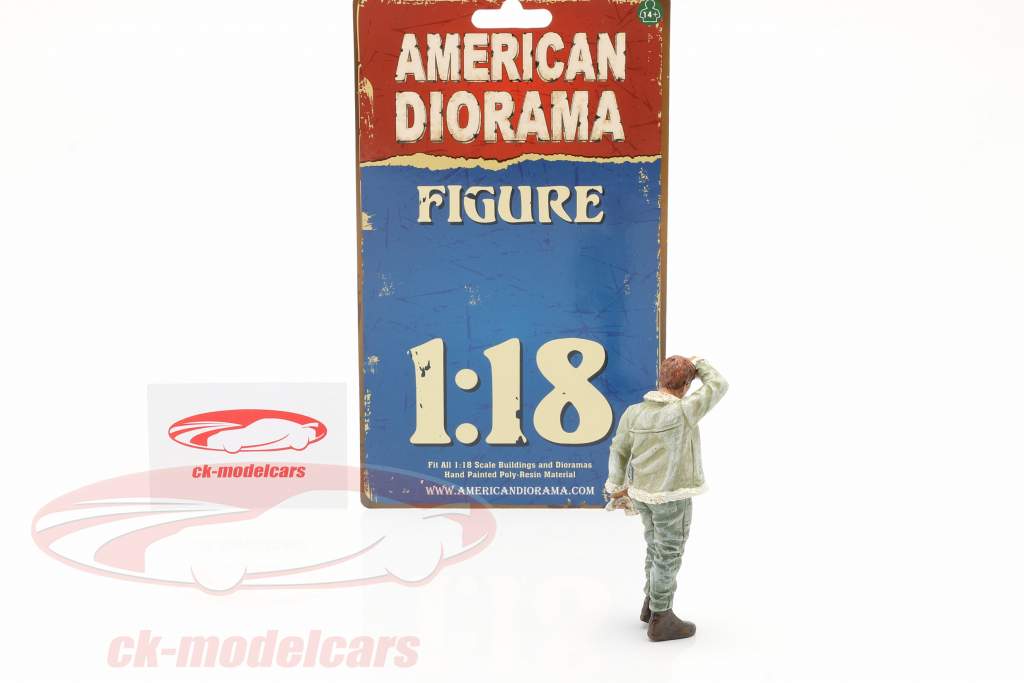 14+
AMERICAN
DIORAMA
FIGURE
1:18
Fit All 1:18 Scale Buildings and Dioramas
Hand Painted Poly-Resin Material
WWW.AMERICANDIORAMA.COM
ck-modelcars
ck-modelcars